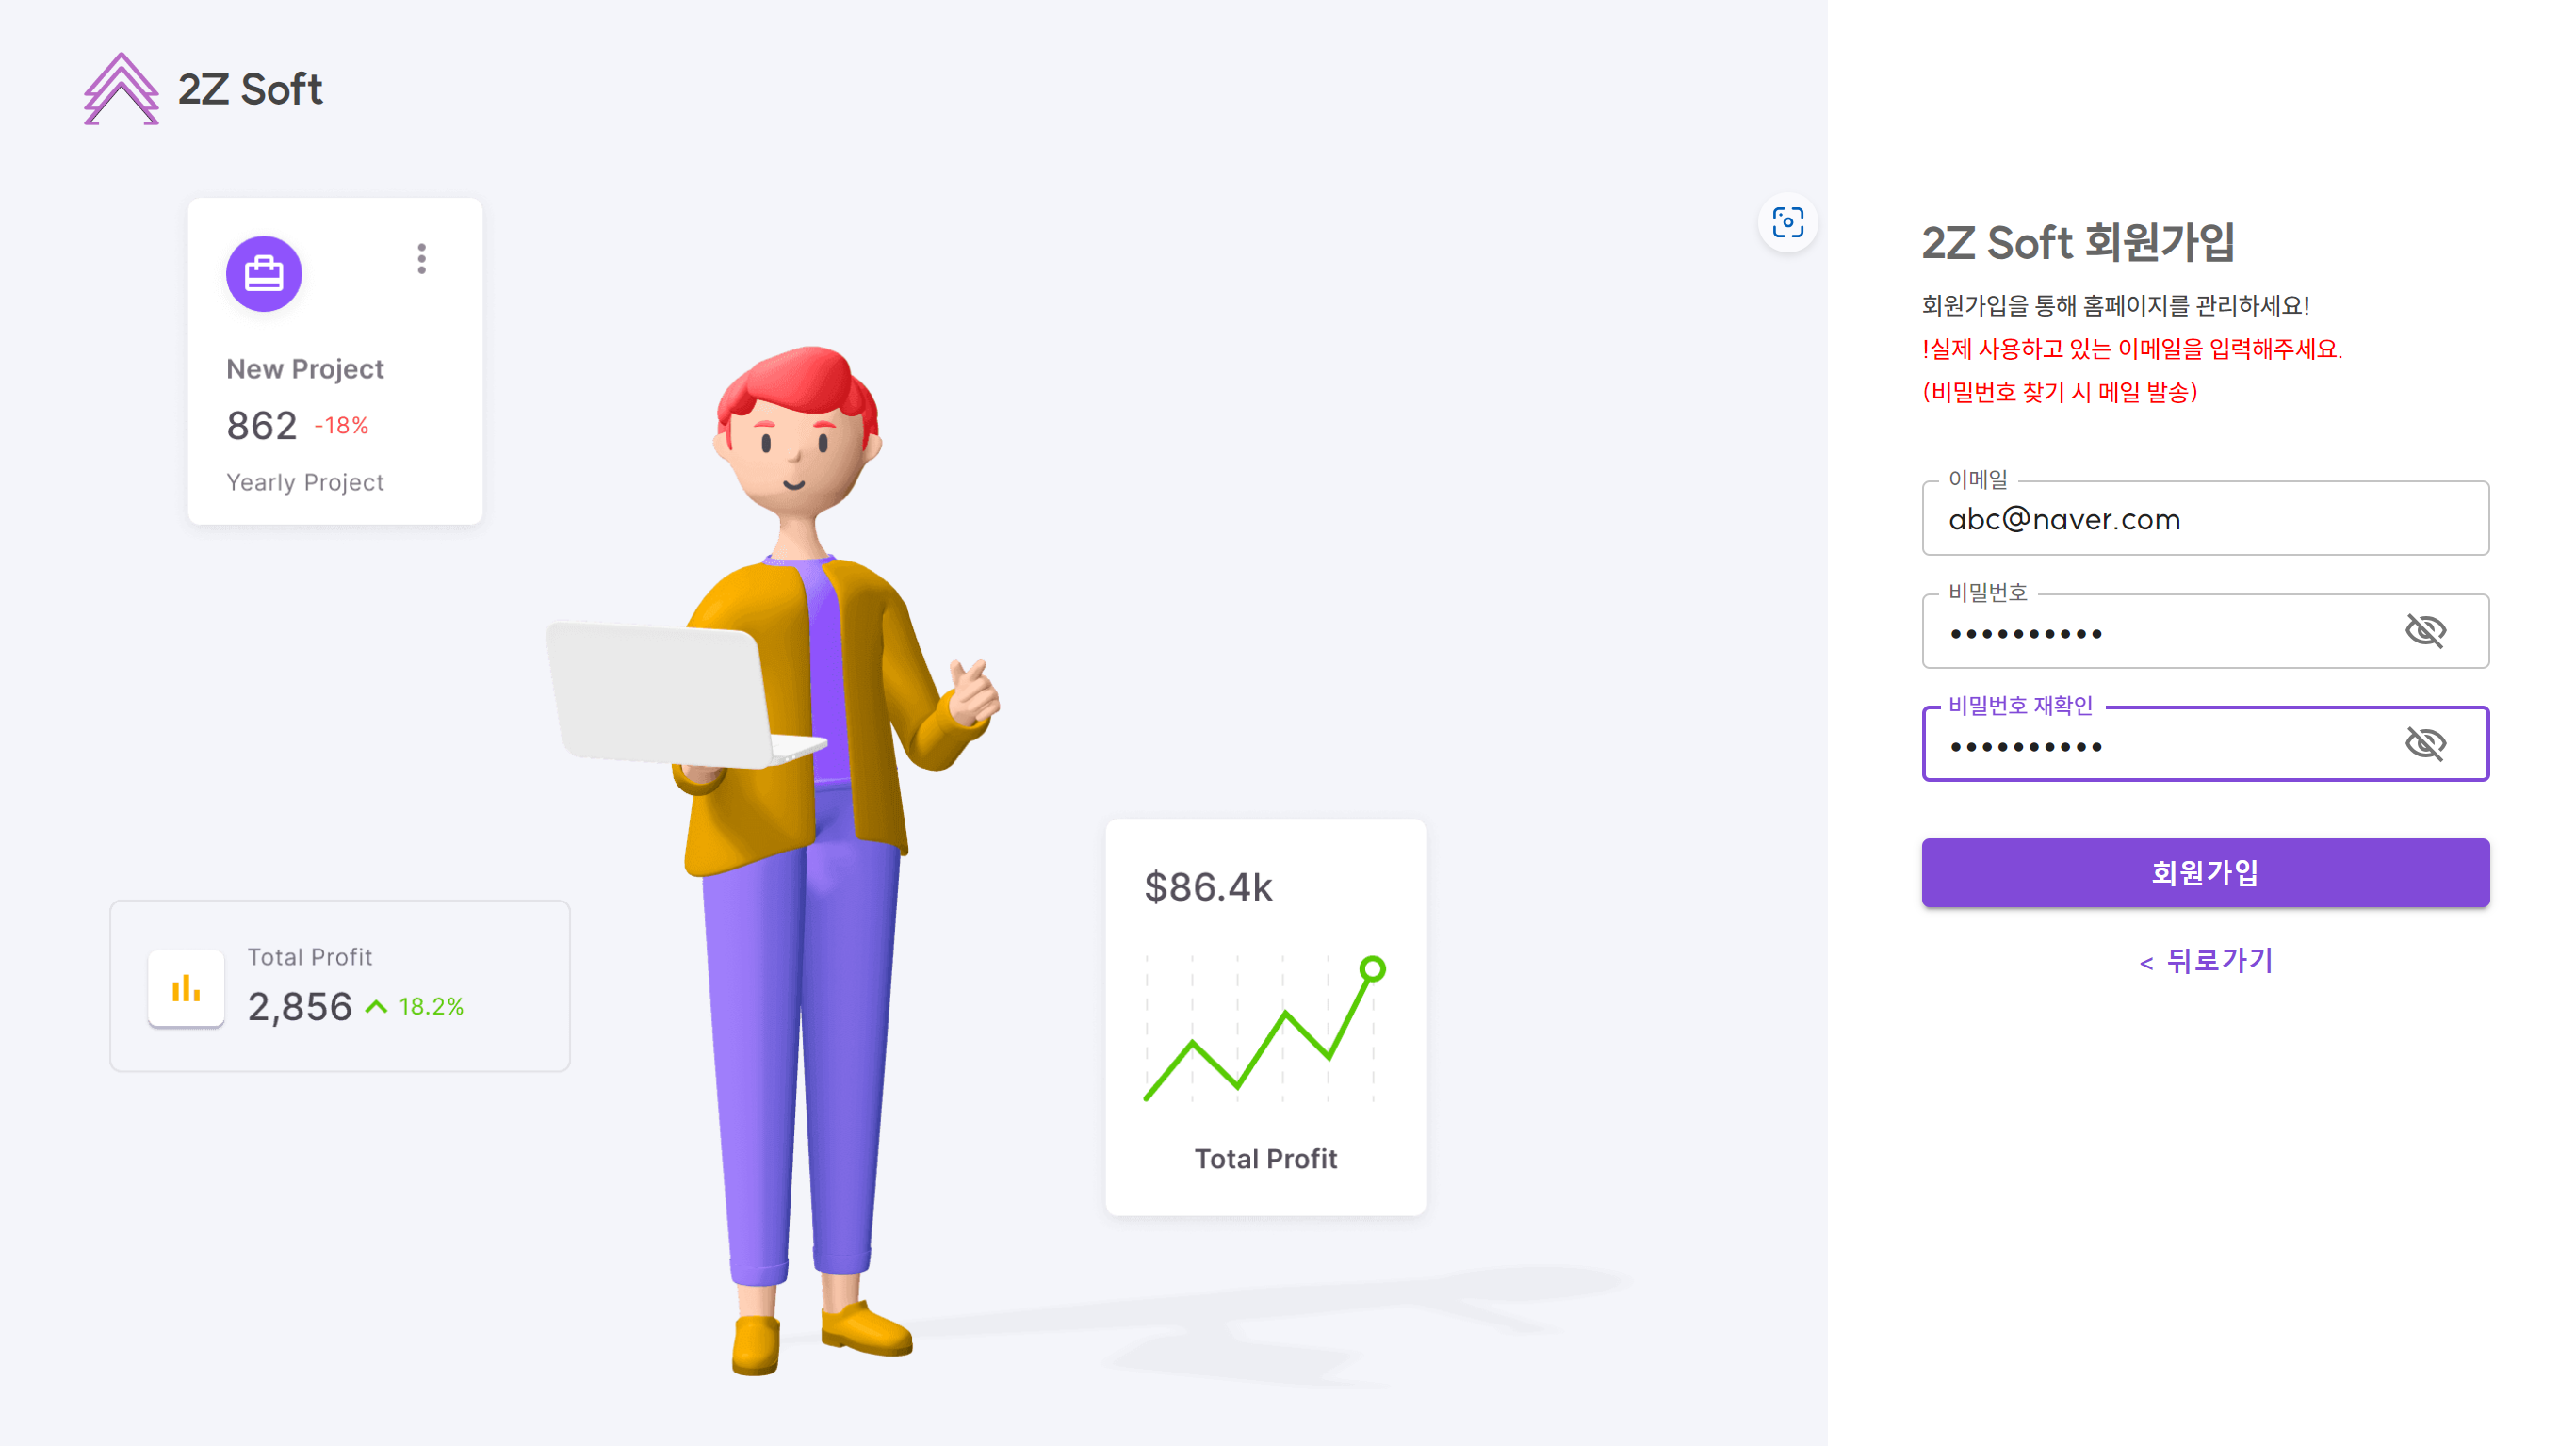 2Z Soft
New Project
862 -18%
Yearly Project
Total Profit
2,856 18.2%
$86.4k
Total Profit
2Z Soft 회원가입
회원가입을 통해 홈페이지를 관리하세요!
!실제 사용하고 있는 이메일을 입력해주세요.
(비밀번호 찾기 시 메일 발송)
이메일
abc@naver.com
비밀번호
••••••••••
비밀번호 재확인
••••••••••
회원가입
< 뒤로가기